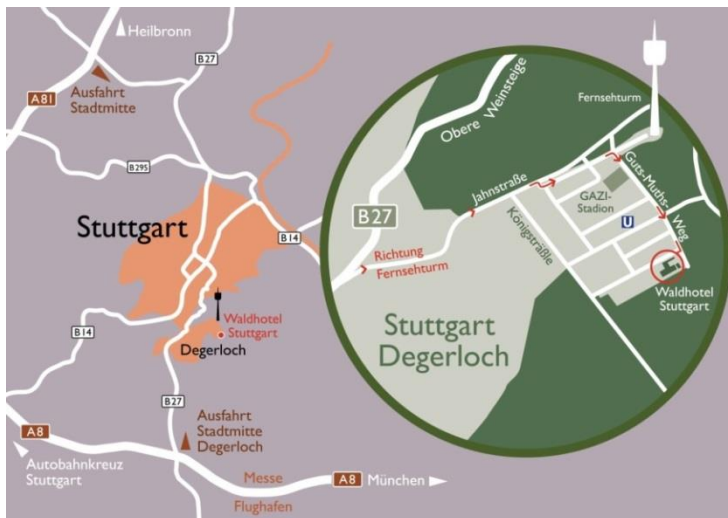 Heilbronn
B27
A81
Ausfahrt
Stadtmitte
B295
Stuttgart
B14
B14
Waldhotel
Stuttgart
Degerloch
B27
Ausfahrt
Stadtmitte
Degerloch
A8
Autobahnkreuz
Stuttgart
Messe
Flughafen
A8 München
Obere Weinsteige
Fernsehturm
Jahnstraße
Guts-Muths-
Weg
GAZI-
Stadion
Königsträßle
U
B27
Richtung
Fernsehturm
Waldhotel
Stuttgart
Stuttgart
Degerloch